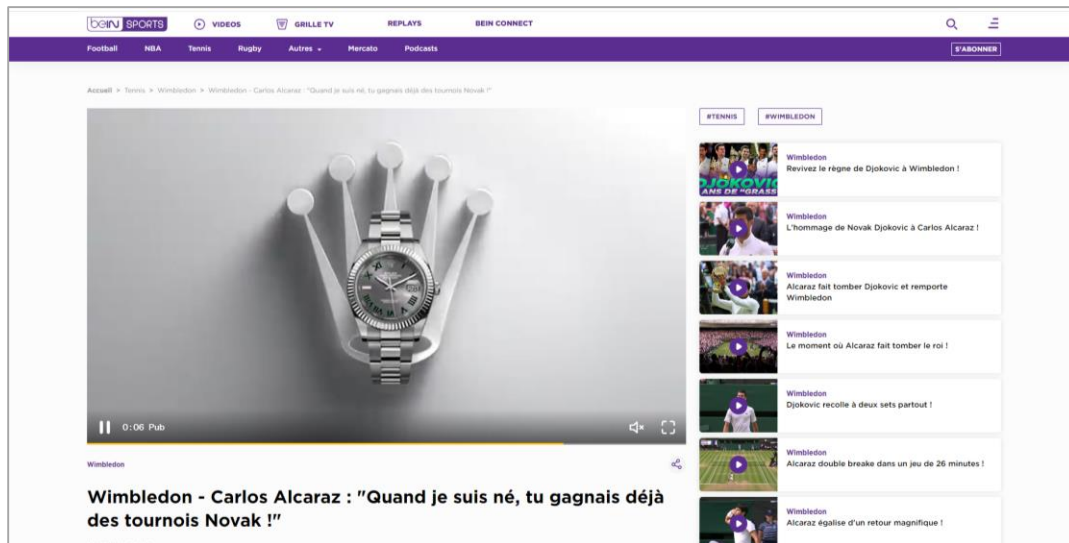 beIN SPORTS
VIDEOS
GRILLE TV
REPLAYS
BEIN CONNECT
Football
NBA
Tennis
Rugby
Autres
Mercato
Podcasts
S'ABONNER
Accueil > Tennis > Wimbledon > Wimbledon - Carlos Alcaraz : "Quand je suis né, tu gagnais déjà des tournois Novak !"
0:06 Pub
Wimbledon
Wimbledon - Carlos Alcaraz : "Quand je suis né, tu gagnais déjà
des tournois Novak !"
#TENNIS
#WIMBLEDON
DJOKOVIC
ANS DE "GRASS
Wimbledon
Revivez le règne de Djokovic à Wimbledon !
Wimbledon
L'hommage de Novak Djokovic à Carlos Alcaraz !
Wimbledon
Alcaraz fait tomber Djokovic et remporte
Wimbledon
Wimbledon
Le moment où Alcaraz fait tomber le roi !
Wimbledon
Djokovic recolle à deux sets partout !
Wimbledon
Alcaraz double breake dans un jeu de 26 minutes !
Wimbledon
Alcaraz égalise d'un retour magnifique !